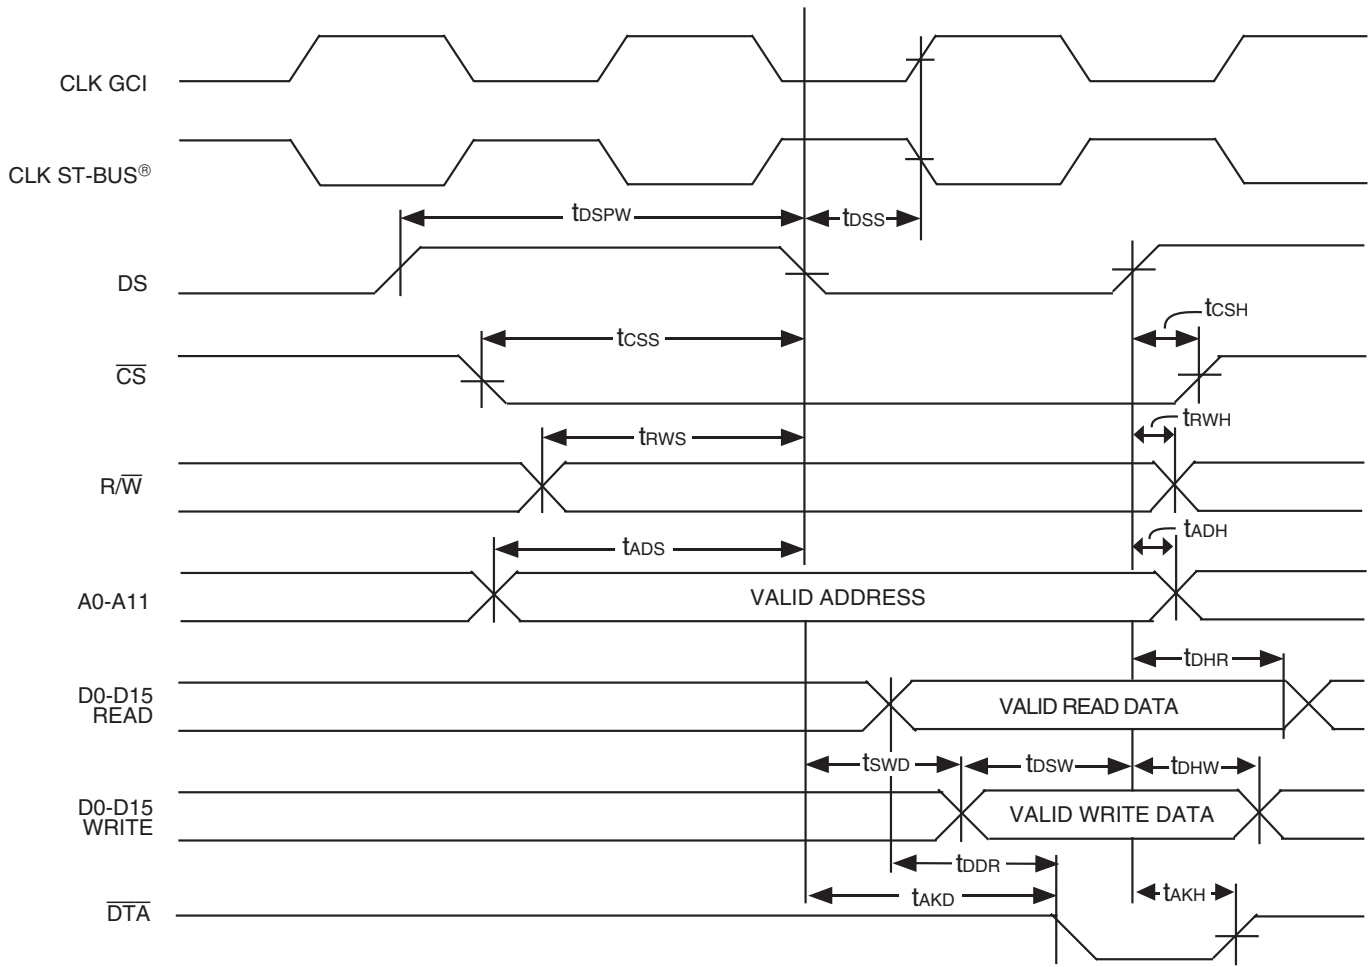 CLK GCI
CLK ST-BUS®
tDSPW
tDSS
DS
tCSH
tCSS
CS
tRWH
tRWS
R/W
tADH
tADS
A0-A11
VALID ADDRESS
tDHR
D0-D15
READ
VALID READ DATA
tSWD
tDSW
tDHW
D0-D15
WRITE
VALID WRITE DATA
tDDR
tAKD
tAKH
DTA